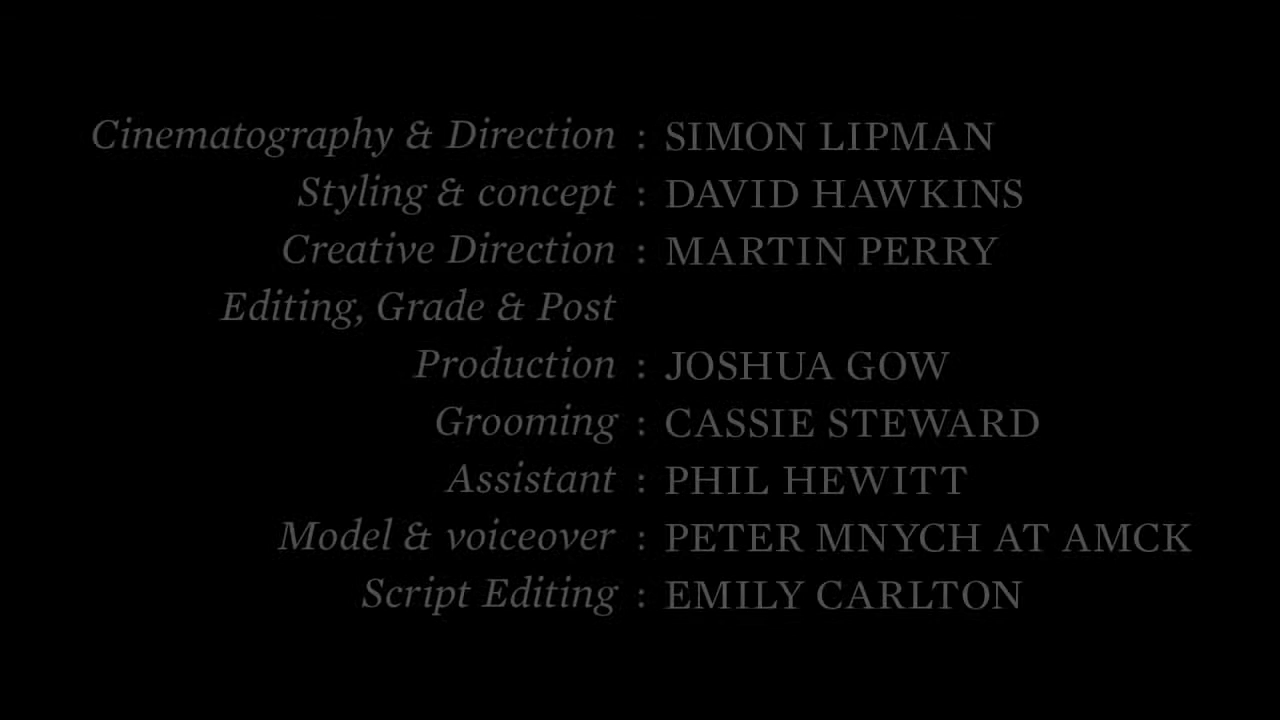 Cinematography & Direction : SIMON LIPMAN
Styling & concept : DAVID HAWKINS
Creative Direction : MARTIN PERRY
Editing, Grade & Post
Production : JOSHUA GOW
Grooming : CASSIE STEWARD
Assistant : PHIL HEWITT
Model & voiceover : PETER MNYCH AT AMCK
Script Editing : EMILY CARLTON